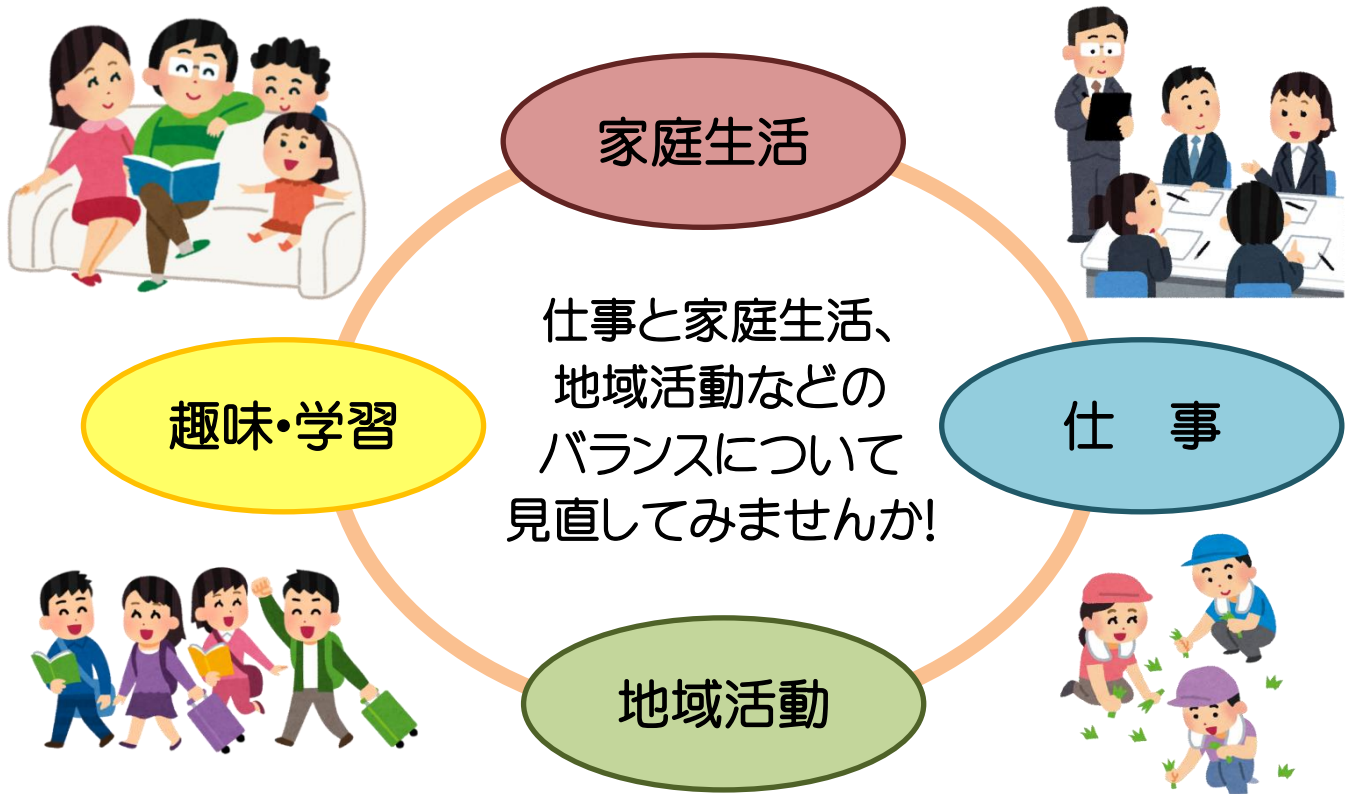 家庭生活
仕事と家庭生活、
地域活動などの
バランスについて
見直してみませんか!
趣味・学習
仕　事
地域活動